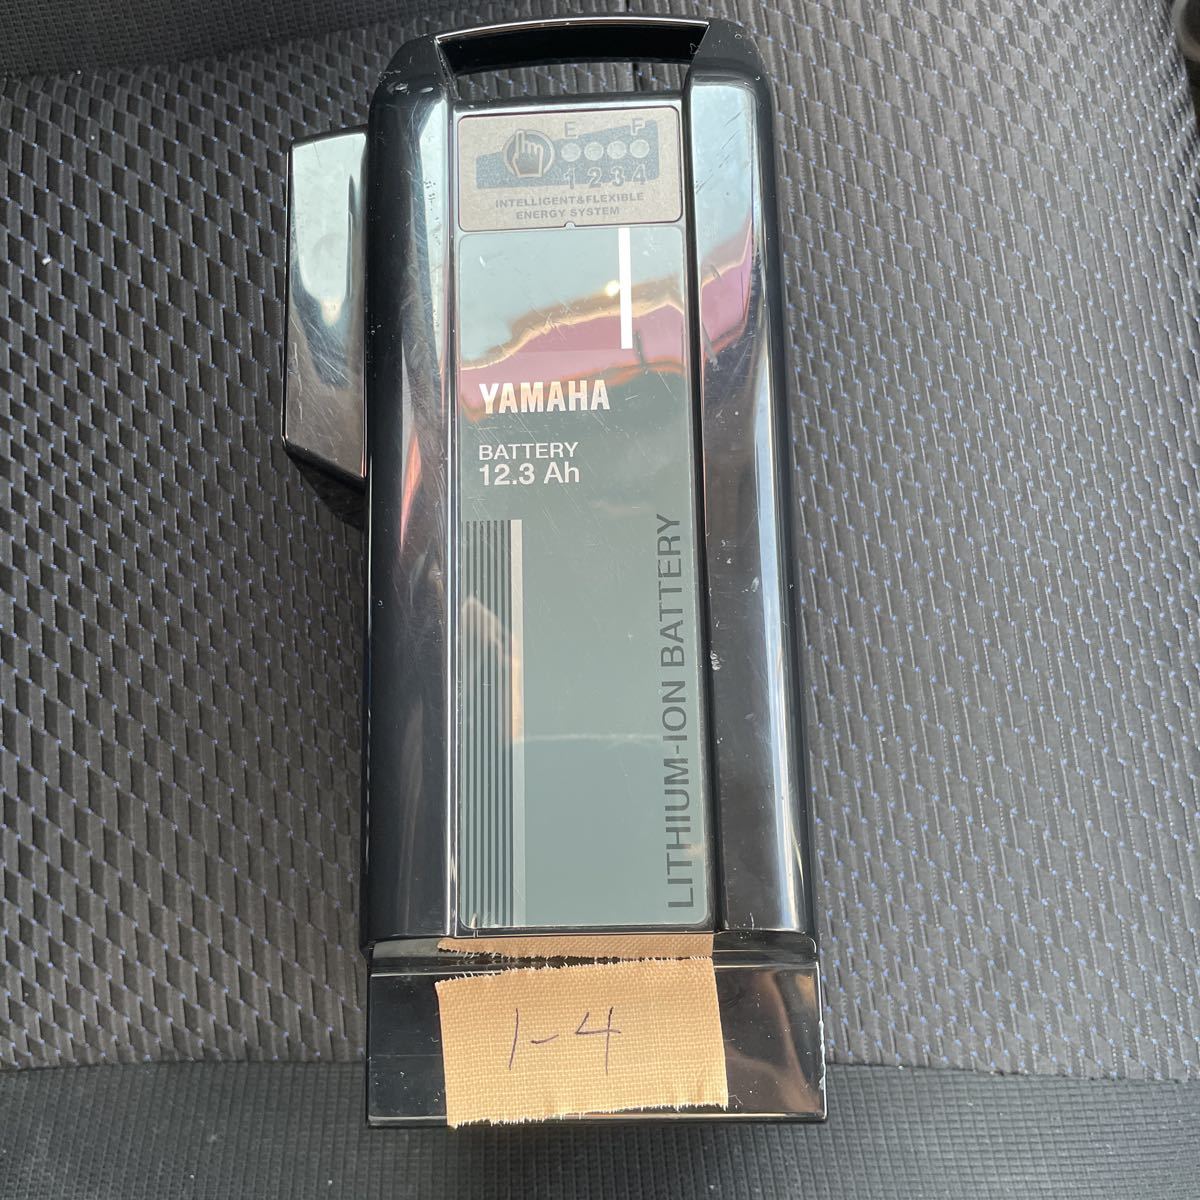 E F
1 2 3 4
INTELLIGENT&FLEXIBLE
ENERGY SYSTEM
YAMAHA
BATTERY
12.3 Ah
LITHIUM-ION BATTERY
1-4